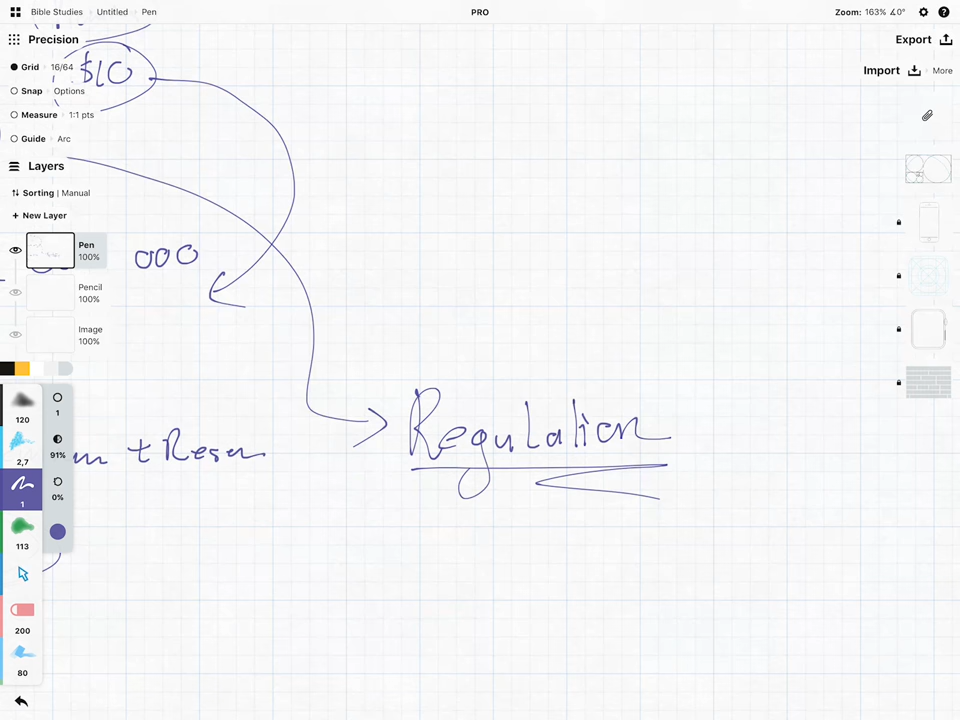 Bible Studies Untitled Pen
PRO
Zoom: 163% ∡0°
Precision
Export
Grid 16/64
$10
Import More
Snap Options
Measure 1:1 pts
Guide Arc
Layers
Sorting | Manual
+ New Layer
Pen
100%
000
Pencil
100%
Image
100%
120
1
Regulation
91%
2,7
+ Reser
0%
1
113
200
80